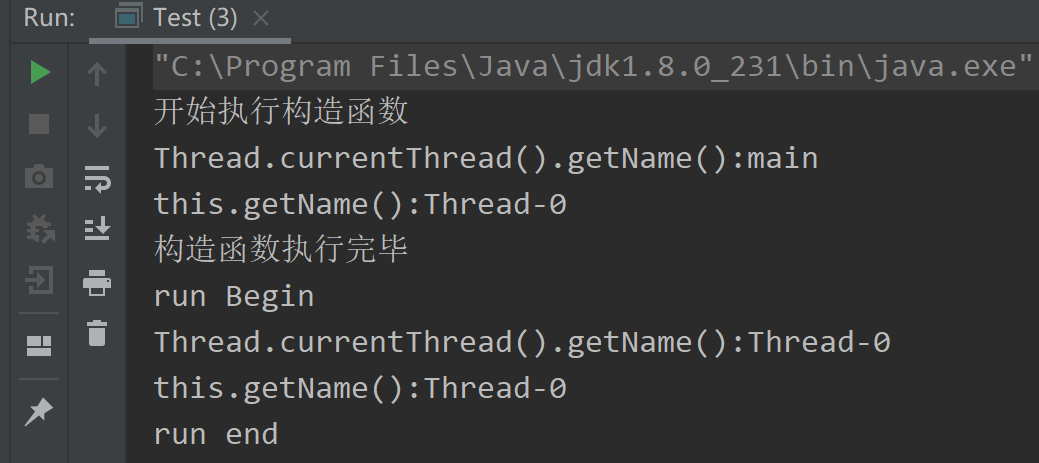 Run: Test (3)
"C:\Program Files\Java\jdk1.8.0_231\bin\java.exe"
开始执行构造函数
Thread.currentThread().getName():main
this.getName():Thread-0
构造函数执行完毕
run Begin
Thread.currentThread().getName():Thread-0
this.getName():Thread-0
run end